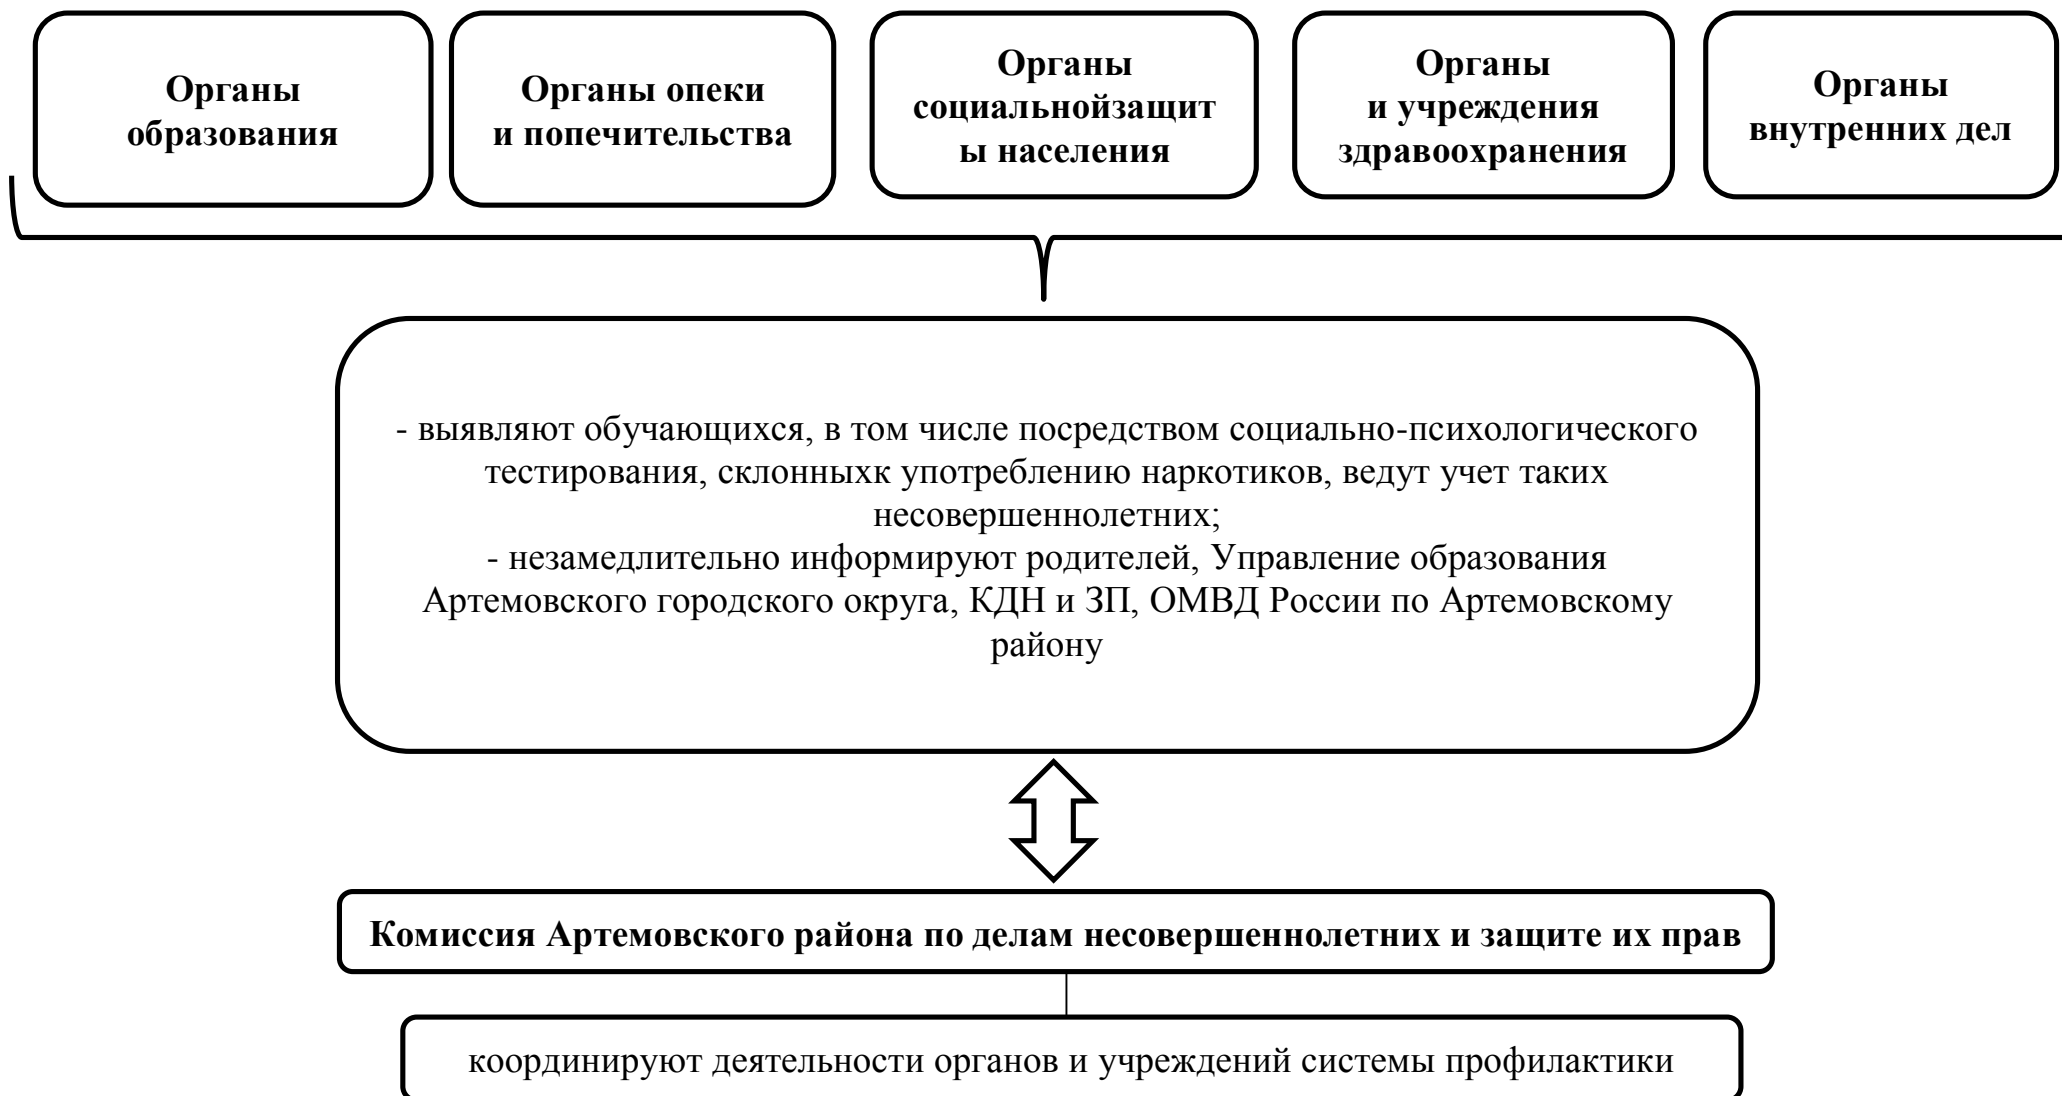 Органы
образования
Органы опеки
и попечительства
Органы
социальнойзащит
ы населения
Органы
и учреждения
здравоохранения
Органы
внутренних дел
- выявляют обучающихся, в том числе посредством социально-психологического
тестирования, склонныхк употреблению наркотиков, ведут учет таких
несовершеннолетних;
- незамедлительно информируют родителей, Управление образования
Артемовского городского округа, КДН и ЗП, ОМВД России по Артемовскому
району
Комиссия Артемовского района по делам несовершеннолетних и защите их прав
координируют деятельности органов и учреждений системы профилактики